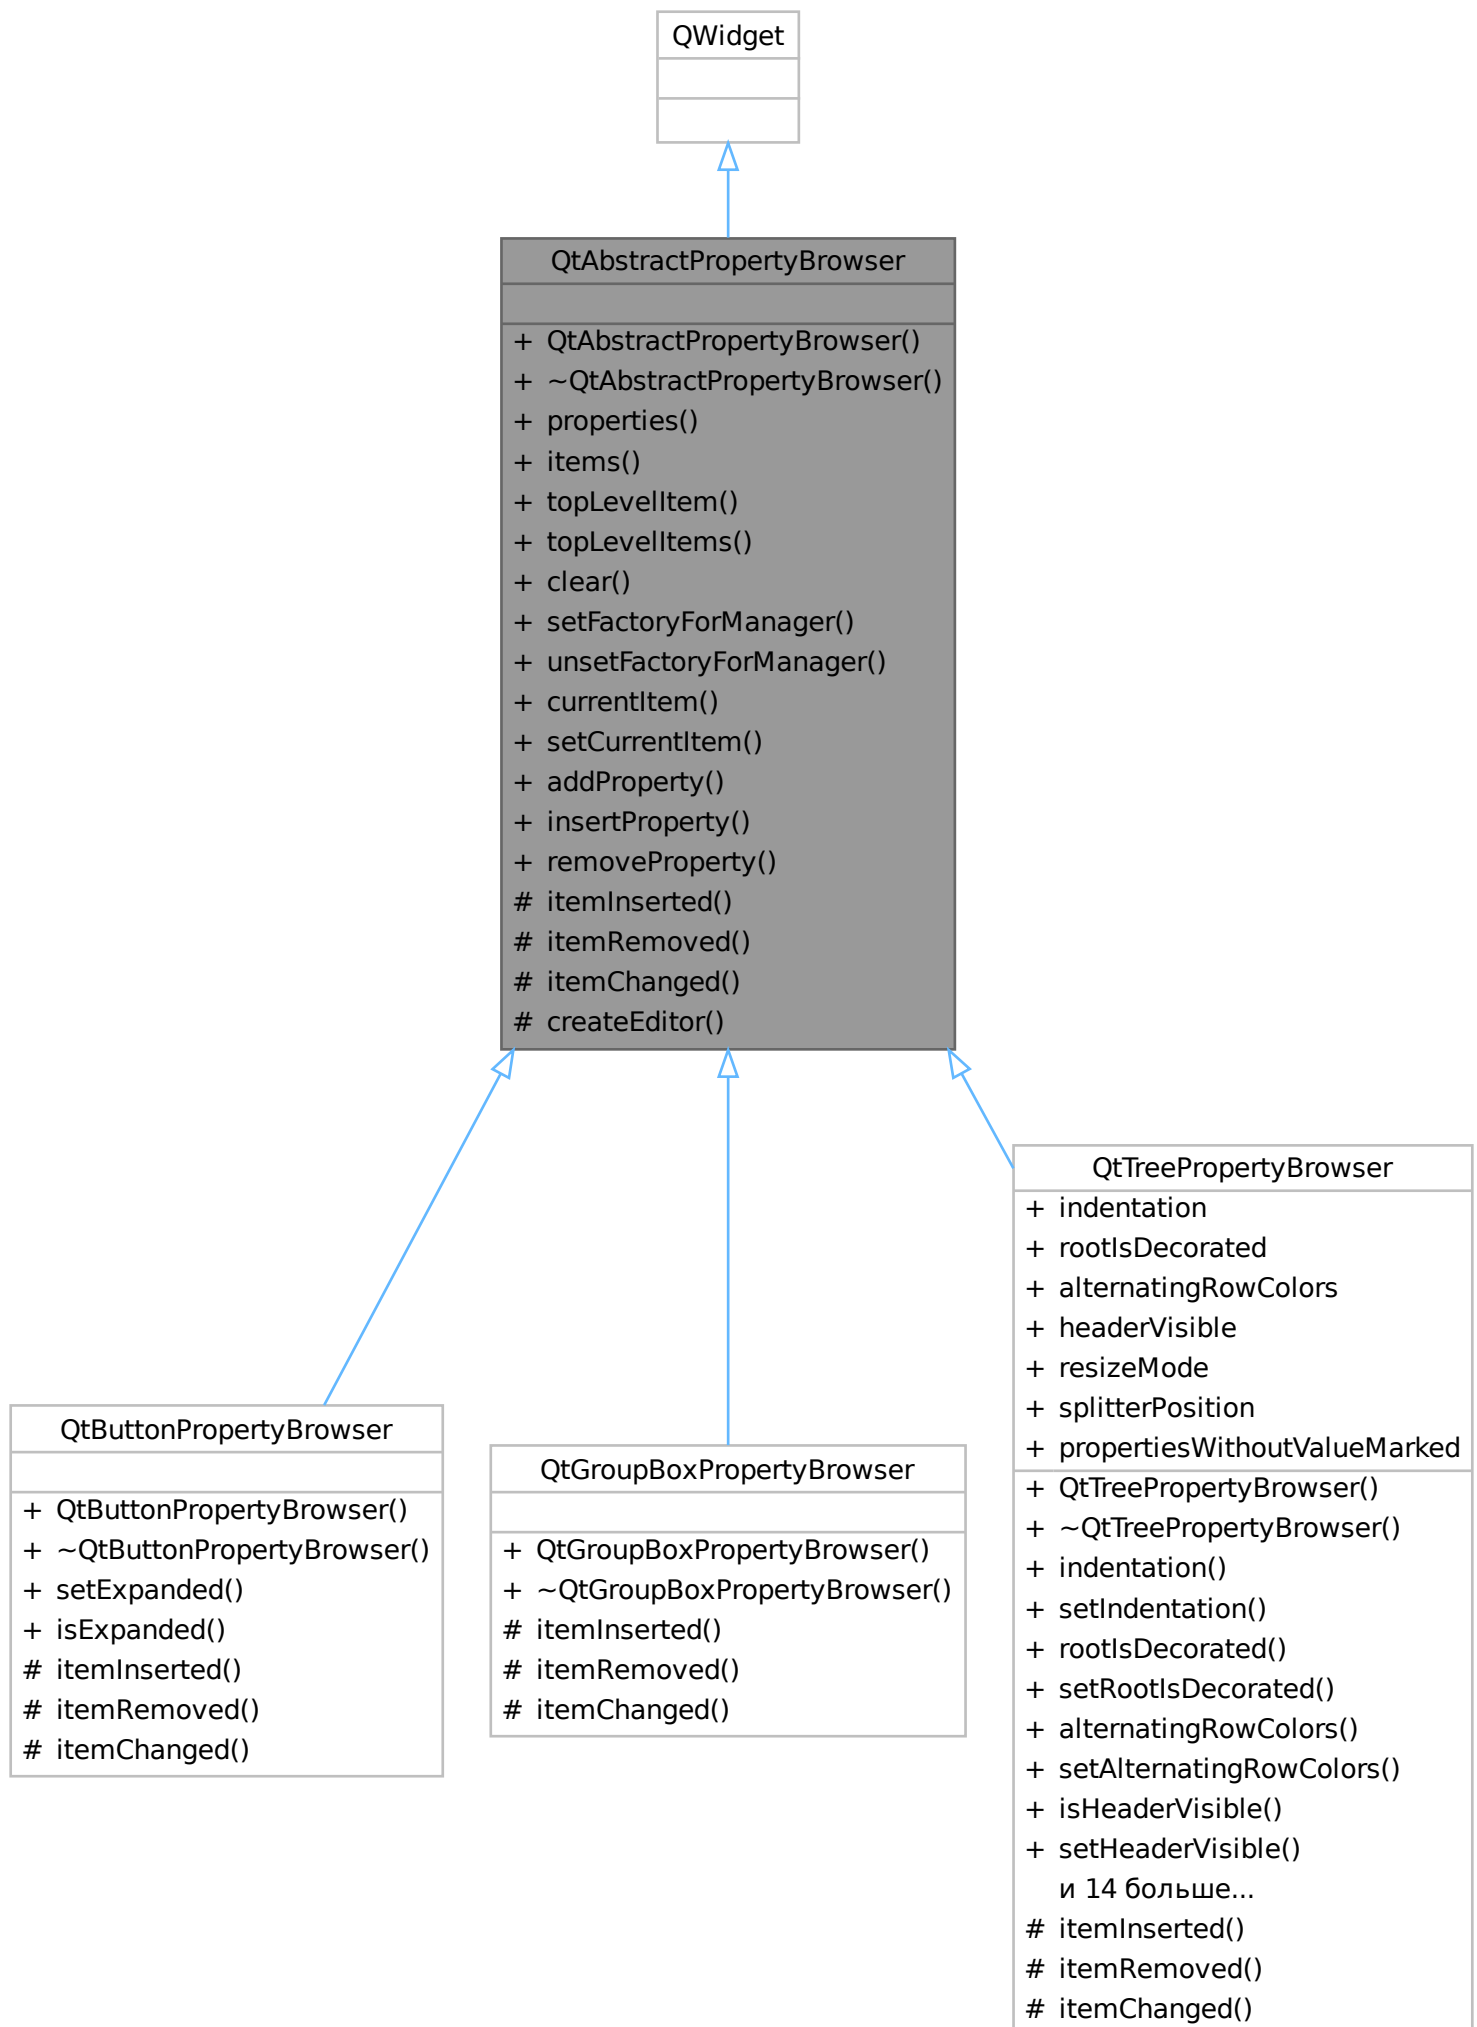 QWidget
QtAbstractPropertyBrowser
+ QtAbstractPropertyBrowser()
+ ~QtAbstractPropertyBrowser()
+ properties()
+ items()
+ topLevelItem()
+ topLevelItems()
+ clear()
+ setFactoryForManager()
+ unsetFactoryForManager()
+ currentItem()
+ setCurrentItem()
+ addProperty()
+ insertProperty()
+ removeProperty()
# itemInserted()
# itemRemoved()
# itemChanged()
# createEditor()
QtButtonPropertyBrowser
+ QtButtonPropertyBrowser()
+ ~QtButtonPropertyBrowser()
+ setExpanded()
+ isExpanded()
# itemInserted()
# itemRemoved()
# itemChanged()
QtGroupBoxPropertyBrowser
+ QtGroupBoxPropertyBrowser()
+ ~QtGroupBoxPropertyBrowser()
# itemInserted()
# itemRemoved()
# itemChanged()
QtTreePropertyBrowser
+ indentation
+ rootIsDecorated
+ alternatingRowColors
+ headerVisible
+ resizeMode
+ splitterPosition
+ propertiesWithoutValueMarked
+ QtTreePropertyBrowser()
+ ~QtTreePropertyBrowser()
+ indentation()
+ setIndentation()
+ rootIsDecorated()
+ setRootIsDecorated()
+ alternatingRowColors()
+ setAlternatingRowColors()
+ isHeaderVisible()
+ setHeaderVisible()
и 14 больше...
# itemInserted()
# itemRemoved()
# itemChanged()